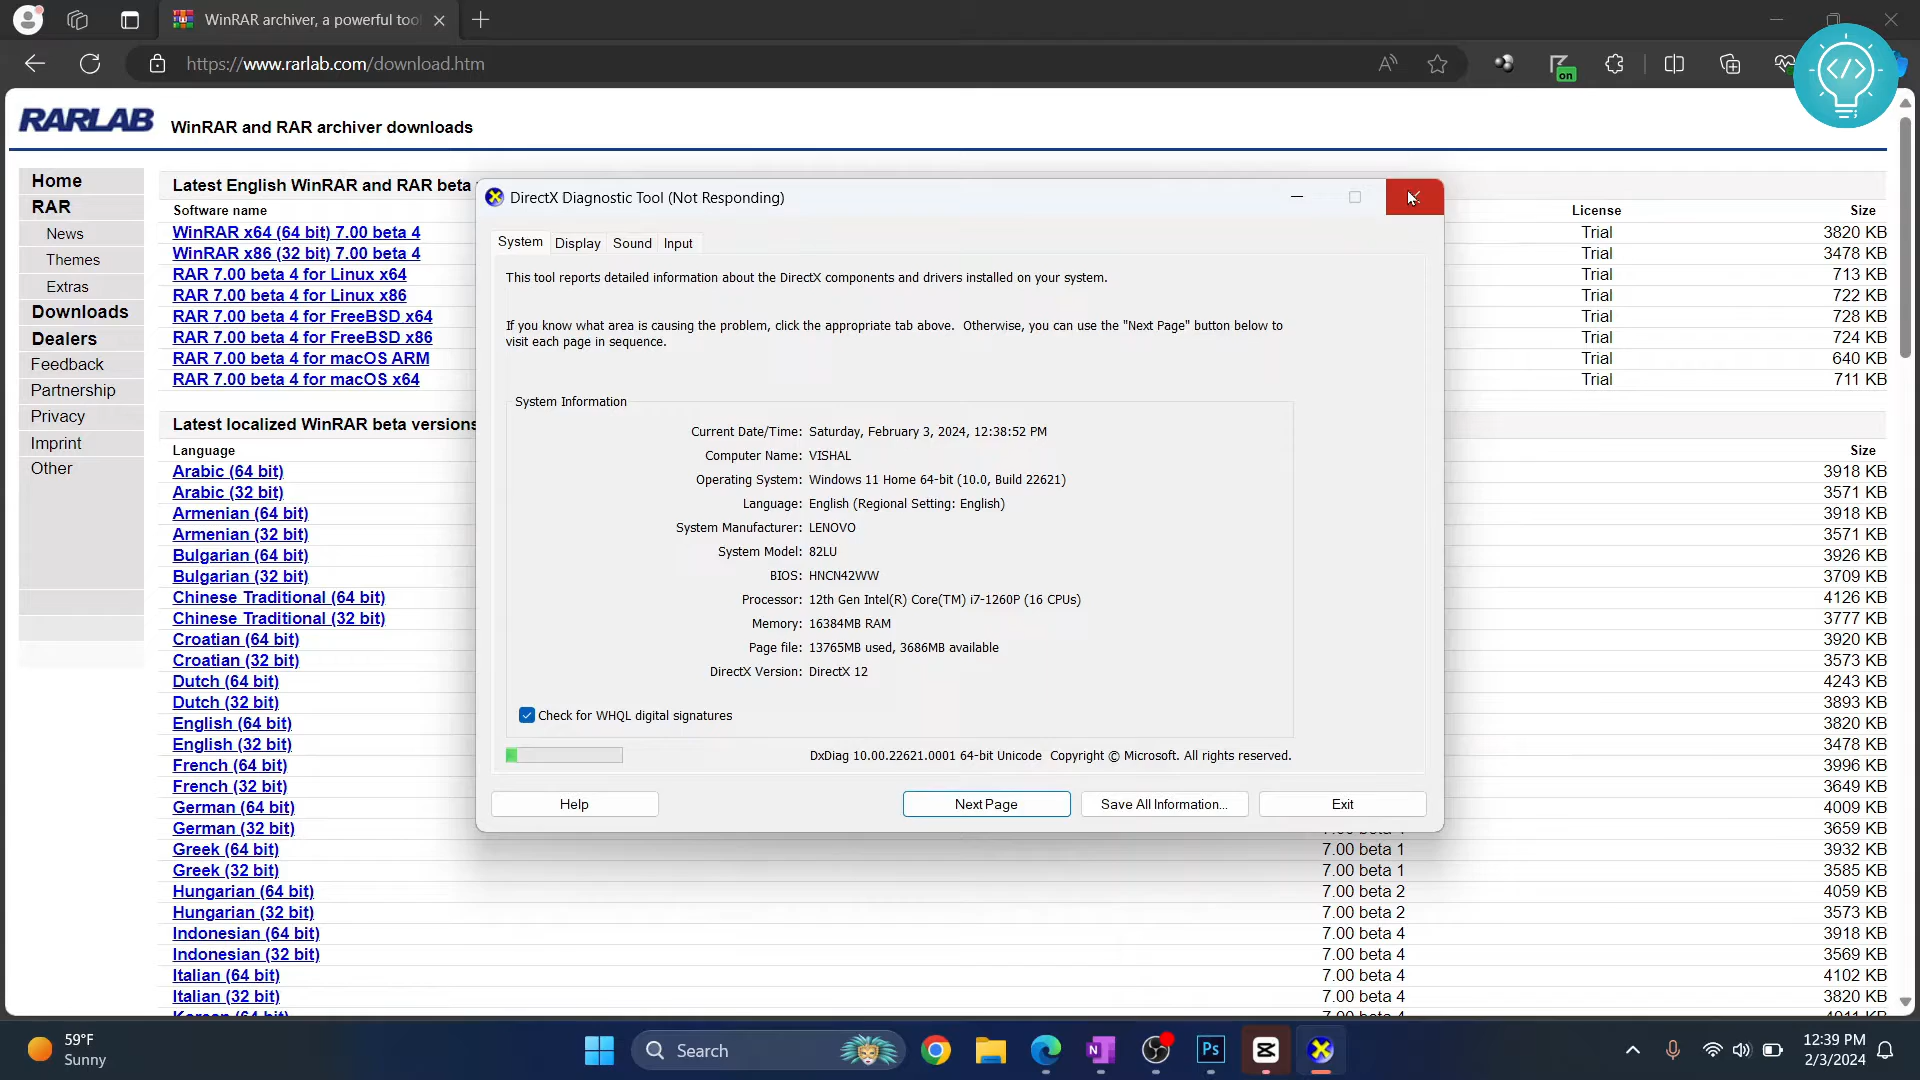 WinRAR archiver, a powerful too
https://www.rarlab.com/download.htm
on
RARLAB
WinRAR and RAR archiver downloads
Home
RAR
News
Themes
Extras
Downloads
Dealers
Feedback
Partnership
Privacy
Imprint
Other
Latest English WinRAR and RAR beta
Software name License Size
WinRAR x64 (64 bit) 7.00 beta 4 Trial 3820 KB
WinRAR x86 (32 bit) 7.00 beta 4 Trial 3478 KB
RAR 7.00 beta 4 for Linux x64 Trial 713 KB
RAR 7.00 beta 4 for Linux x86 Trial 722 KB
RAR 7.00 beta 4 for FreeBSD x64 Trial 728 KB
RAR 7.00 beta 4 for FreeBSD x86 Trial 724 KB
RAR 7.00 beta 4 for macOS ARM Trial 640 KB
RAR 7.00 beta 4 for macOS x64 Trial 711 KB
Latest localized WinRAR beta versions
Language Size
Arabic (64 bit) 3918 KB
Arabic (32 bit) 3571 KB
Armenian (64 bit) 3918 KB
Armenian (32 bit) 3571 KB
Bulgarian (64 bit) 3926 KB
Bulgarian (32 bit) 3709 KB
Chinese Traditional (64 bit) 4126 KB
Chinese Traditional (32 bit) 3777 KB
Croatian (64 bit) 3920 KB
Croatian (32 bit) 3573 KB
Dutch (64 bit) 4243 KB
Dutch (32 bit) 3893 KB
English (64 bit) 3820 KB
English (32 bit) 3478 KB
French (64 bit) 3996 KB
French (32 bit) 3649 KB
German (64 bit) 4009 KB
German (32 bit) 3659 KB
Greek (64 bit) 7.00 beta 1 3932 KB
Greek (32 bit) 7.00 beta 1 3585 KB
Hungarian (64 bit) 7.00 beta 2 4059 KB
Hungarian (32 bit) 7.00 beta 2 3573 KB
Indonesian (64 bit) 7.00 beta 4 3918 KB
Indonesian (32 bit) 7.00 beta 4 3569 KB
Italian (64 bit) 7.00 beta 4 4102 KB
Italian (32 bit) 7.00 beta 4 3820 KB
DirectX Diagnostic Tool (Not Responding)
System Display Sound Input
This tool reports detailed information about the DirectX components and drivers installed on your system.
If you know what area is causing the problem, click the appropriate tab above. Otherwise, you can use the "Next Page" button below to
visit each page in sequence.
System Information
Current Date/Time: Saturday, February 3, 2024, 12:38:52 PM
Computer Name: VISHAL
Operating System: Windows 11 Home 64-bit (10.0, Build 22621)
Language: English (Regional Setting: English)
System Manufacturer: LENOVO
System Model: 82LU
BIOS: HNCN42WW
Processor: 12th Gen Intel(R) Core(TM) i7-1260P (16 CPUs)
Memory: 16384MB RAM
Page file: 13765MB used, 3686MB available
DirectX Version: DirectX 12
Check for WHQL digital signatures
DxDiag 10.00.22621.0001 64-bit Unicode Copyright © Microsoft. All rights reserved.
Help Next Page Save All Information... Exit
59°F
Sunny
Search
Ps
12:39 PM
2/3/2024